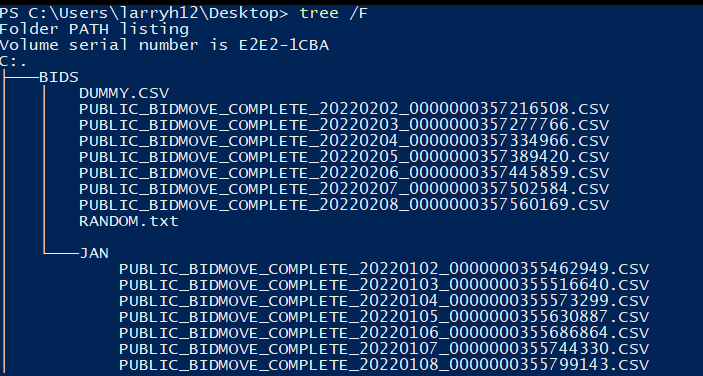 PS C:\Users\larryh12\Desktop> tree /F
Folder PATH listing
Volume serial number is E2E2-1CBA
C:.
├───BIDS
│   │   DUMMY.CSV
│   │   PUBLIC_BIDMOVE_COMPLETE_20220202_0000000357216508.CSV
│   │   PUBLIC_BIDMOVE_COMPLETE_20220203_0000000357277766.CSV
│   │   PUBLIC_BIDMOVE_COMPLETE_20220204_0000000357334966.CSV
│   │   PUBLIC_BIDMOVE_COMPLETE_20220205_0000000357389420.CSV
│   │   PUBLIC_BIDMOVE_COMPLETE_20220206_0000000357445859.CSV
│   │   PUBLIC_BIDMOVE_COMPLETE_20220207_0000000357502584.CSV
│   │   PUBLIC_BIDMOVE_COMPLETE_20220208_0000000357560169.CSV
│   │   RANDOM.txt
│   │
│   └───JAN
│           PUBLIC_BIDMOVE_COMPLETE_20220102_0000000355462949.CSV
│           PUBLIC_BIDMOVE_COMPLETE_20220103_0000000355516640.CSV
│           PUBLIC_BIDMOVE_COMPLETE_20220104_0000000355573299.CSV
│           PUBLIC_BIDMOVE_COMPLETE_20220105_0000000355630887.CSV
│           PUBLIC_BIDMOVE_COMPLETE_20220106_0000000355686864.CSV
│           PUBLIC_BIDMOVE_COMPLETE_20220107_0000000355744330.CSV
│           PUBLIC_BIDMOVE_COMPLETE_20220108_0000000355799143.CSV